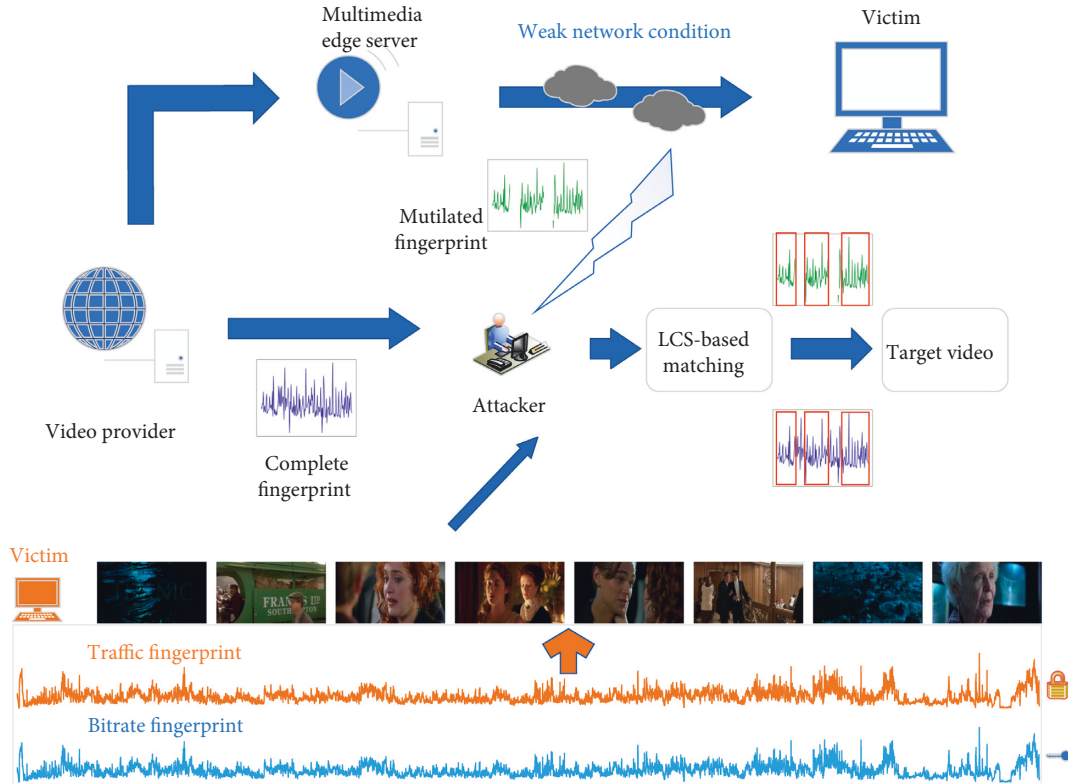 Multimedia
edge server
Weak network condition
Victim
Mutilated
fingerprint
LCS-based
matching
Target video
Attacker
Video provider
Complete
fingerprint
Victim
Traffic fingerprint
Bitrate fingerprint